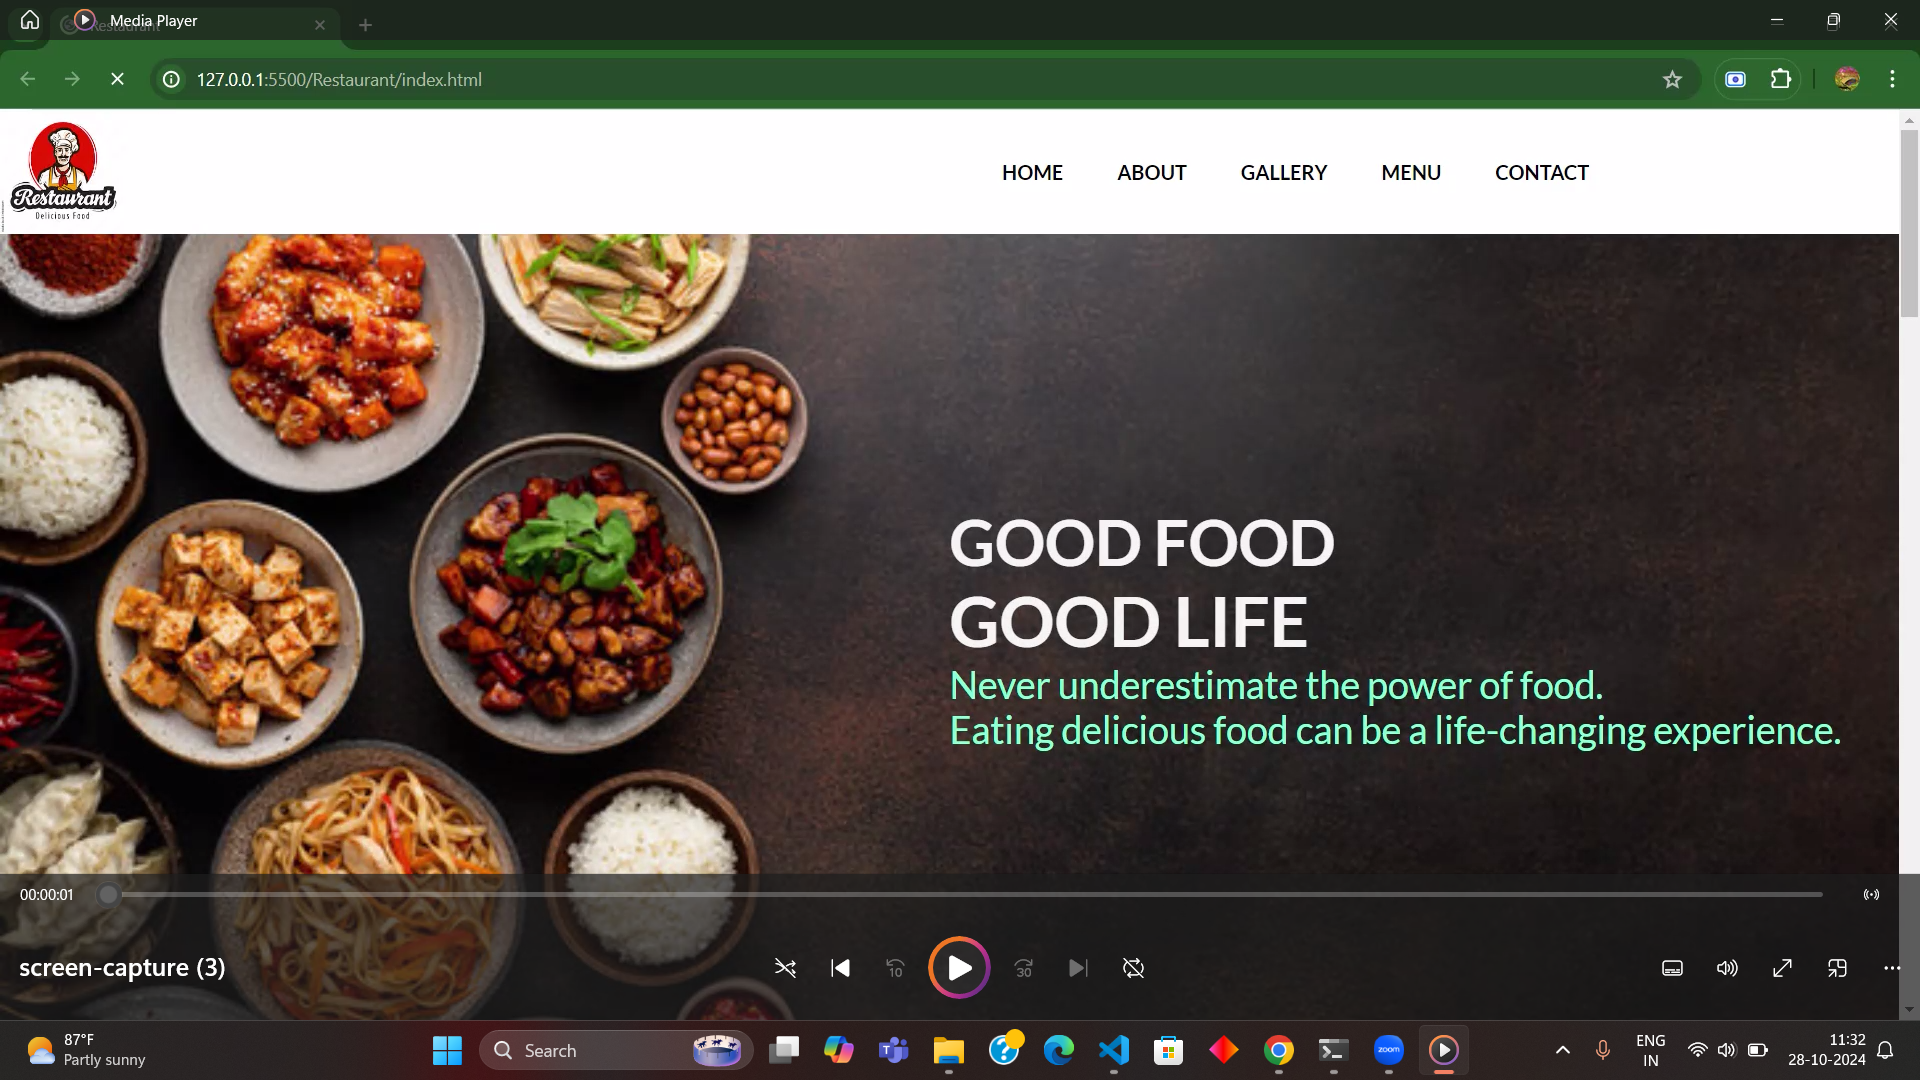 Media Player
Restaurant
127.0.0.1:5500/Restaurant/index.html
Restaurant
Delicious Food
HOME ABOUT GALLERY MENU CONTACT
GOOD FOOD
GOOD LIFE
Never underestimate the power of food.
Eating delicious food can be a life-changing experience.
00:00:01
screen-capture (3)
10
30
87°F
Partly sunny
Search
zoom
ENG
IN
11:32
28-10-2024